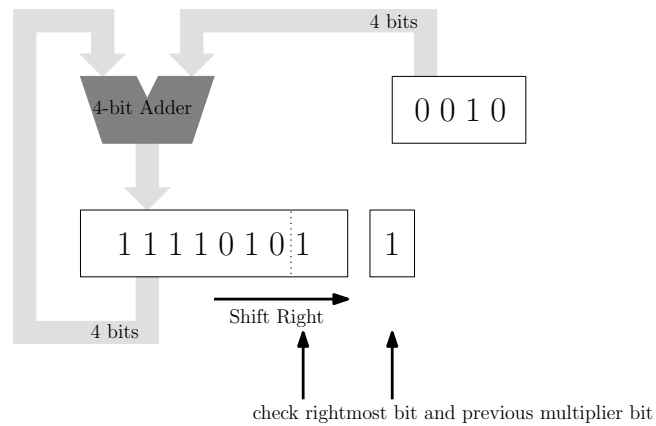 4 bits
4-bit Adder
0 0 1 0
1 1 1 1 0 1 0 1
1
Shift Right
4 bits
check rightmost bit and previous multiplier bit